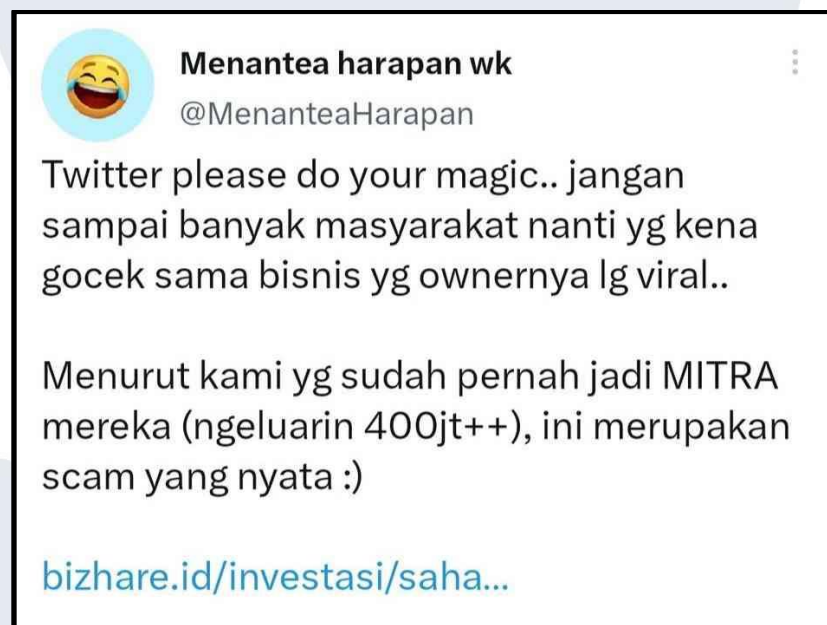 Menantea harapan wk
@MenanteaHarapan
Twitter please do your magic.. jangan
sampai banyak masyarakat nanti yg kena
gocek sama bisnis yg ownernya lg viral..
Menurut kami yg sudah pernah jadi MITRA
mereka (ngeluarin 400jt++), ini merupakan
scam yang nyata :)
bizhare.id/investasi/saha...